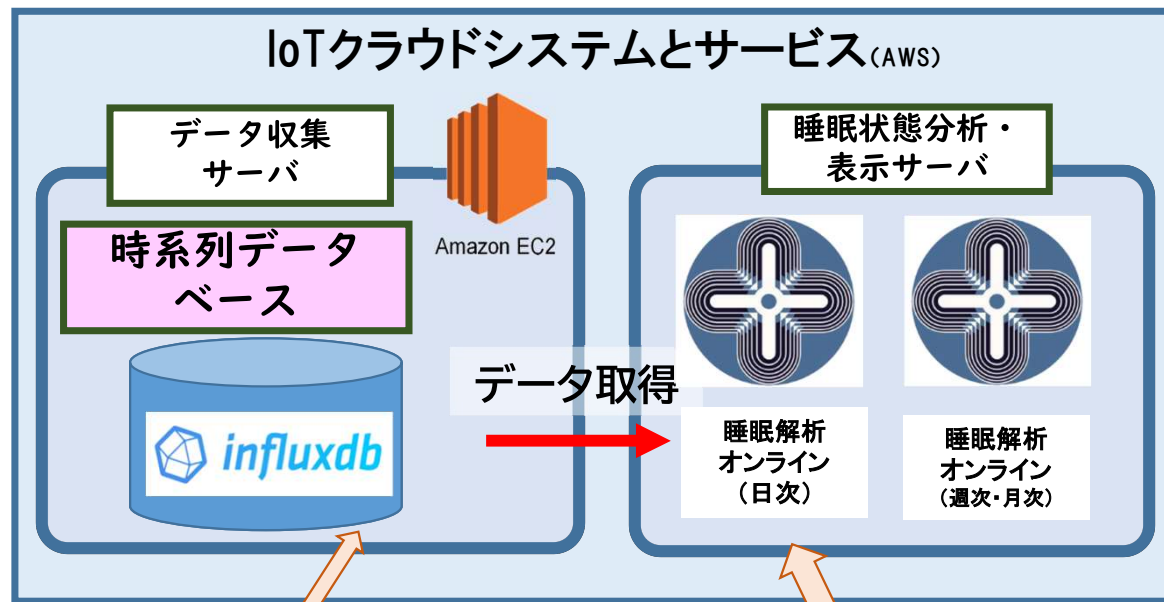 IoTクラウドシステムとサービス(AWS)
データ収集
サーバ
Amazon EC2
時系列データ
ベース
influxdb
データ取得
睡眠状態分析・
表示サーバ
睡眠解析
オンライン
(日次)
睡眠解析
オンライン
(週次・月次)